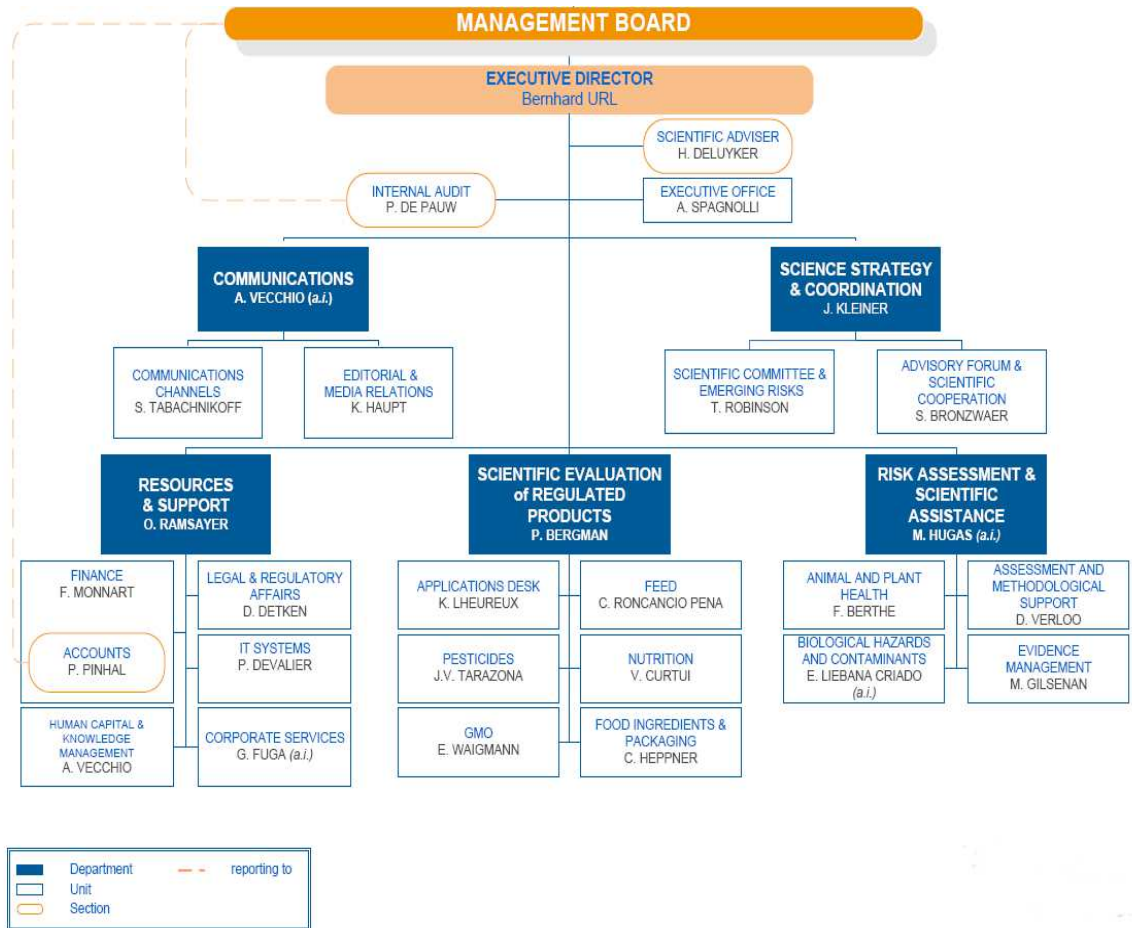 MANAGEMENT BOARD
EXECUTIVE DIRECTOR
Bernhard URL
SCIENTIFIC ADVISER
H. DELUYKER
INTERNAL AUDIT
P. DE PAUW
EXECUTIVE OFFICE
A. SPAGNOLLI
COMMUNICATIONS
A. VECCHIO (a.i.)
SCIENCE STRATEGY
& COORDINATION
J. KLEINER
COMMUNICATIONS
CHANNELS
S. TABACHNIKOFF
EDITORIAL &
MEDIA RELATIONS
K. HAUPT
SCIENTIFIC COMMITTEE &
EMERGING RISKS
T. ROBINSON
ADVISORY FORUM &
SCIENTIFIC
COOPERATION
S. BRONZWAER
RESOURCES
& SUPPORT
O. RAMSAYER
SCIENTIFIC EVALUATION
of REGULATED
PRODUCTS
P. BERGMAN
RISK ASSESSMENT &
SCIENTIFIC
ASSISTANCE
M. HUGAS (a.i.)
FINANCE
F. MONNART
LEGAL & REGULATORY
AFFAIRS
D. DETKEN
ACCOUNTS
P. PINHAL
IT SYSTEMS
P. DEVALIER
HUMAN CAPITAL &
KNOWLEDGE
MANAGEMENT
A. VECCHIO
CORPORATE SERVICES
G. FUGA (a.i.)
APPLICATIONS DESK
K. LHEUREUX
FEED
C. RONCANCIO PENA
PESTICIDES
J.V. TARAZONA
NUTRITION
V. CURTUI
GMO
E. WAIGMANN
FOOD INGREDIENTS &
PACKAGING
C. HEPPNER
ANIMAL AND PLANT
HEALTH
F. BERTHE
ASSESSMENT AND
METHODOLOGICAL
SUPPORT
D. VERLOO
BIOLOGICAL HAZARDS
AND CONTAMINANTS
E. LIEBANA CRIADO
(a.i.)
EVIDENCE
MANAGEMENT
M. GILSENAN
Department
reporting to
Unit
Section